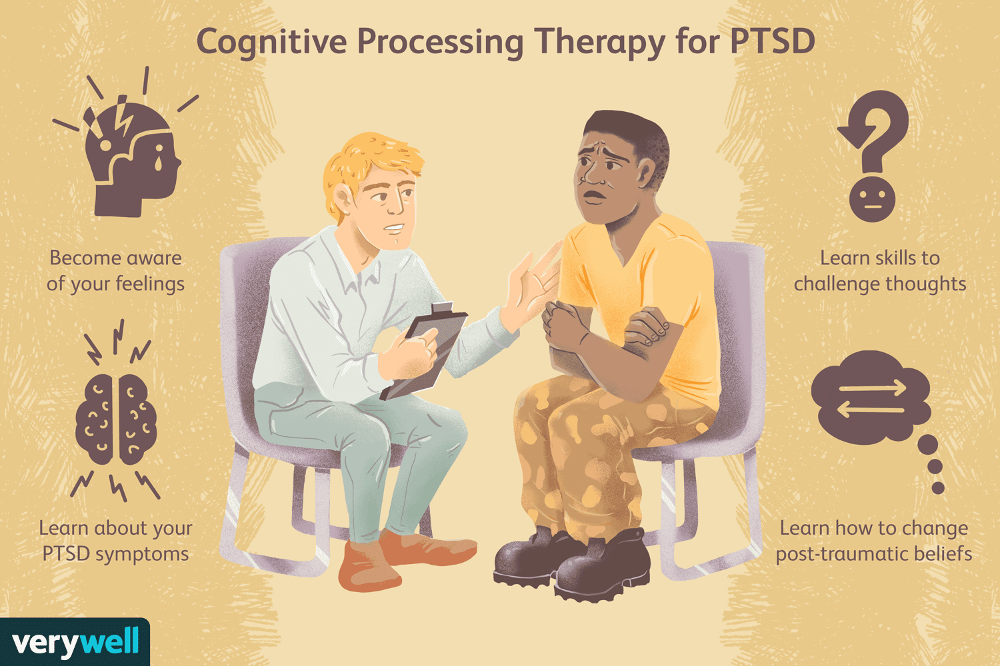 Cognitive Processing Therapy for PTSD
Become aware
of your feelings
Learn about your
PTSD symptoms
Learn skills to
challenge thoughts
Learn how to change
post-traumatic beliefs
verywell